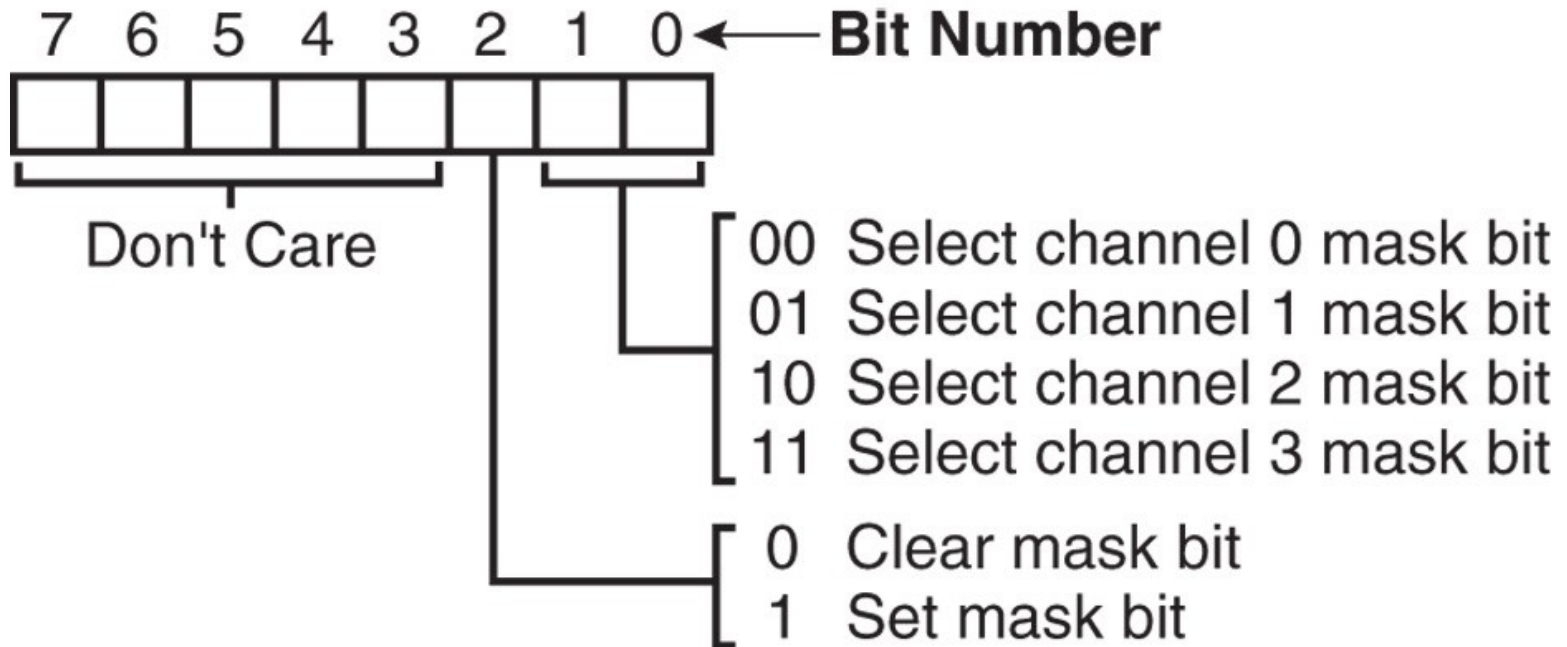 7 6 5 4 3 2 1 0 Bit Number
Don't Care
00 Select channel 0 mask bit
01 Select channel 1 mask bit
10 Select channel 2 mask bit
11 Select channel 3 mask bit
0 Clear mask bit
1 Set mask bit